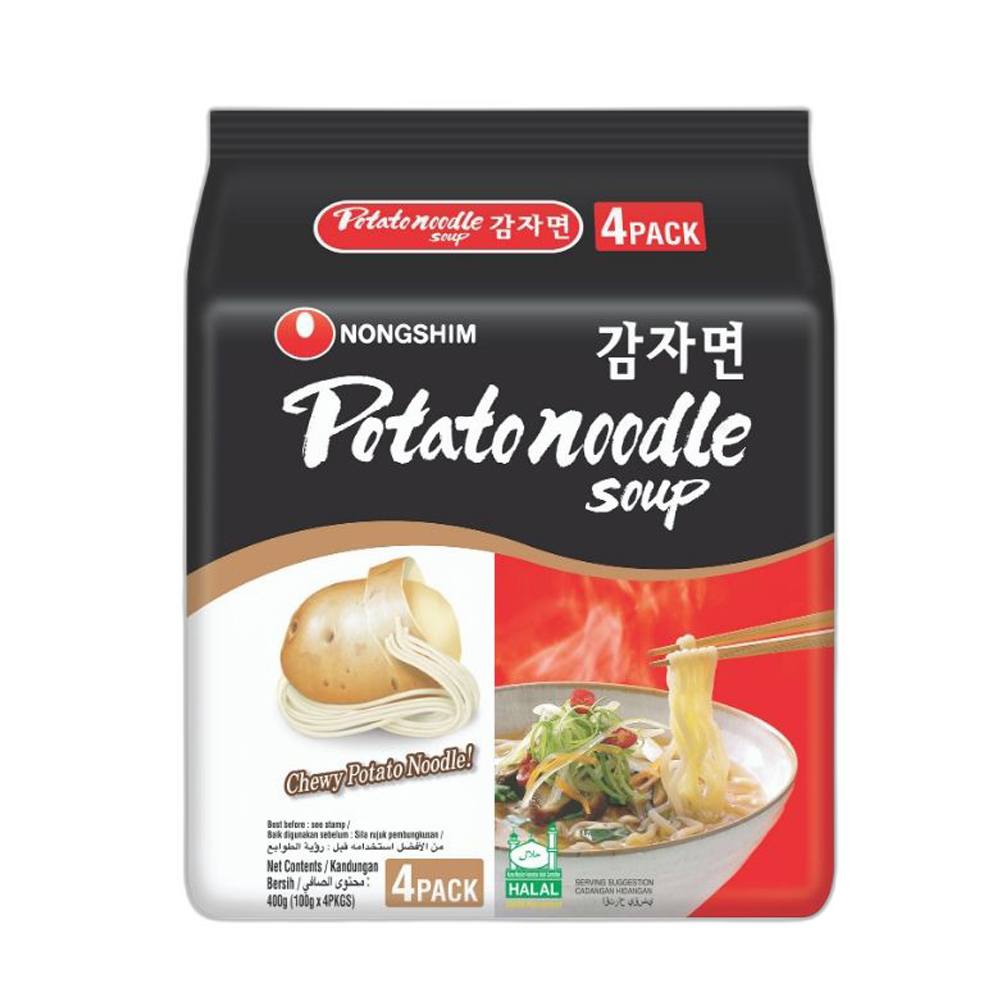 Potato noodle 감자면
soup
4PACK
NONGSHIM
감자면
Potato noodle
soup
Chewy Potato Noodle!
Best before : see stamp /
Baik digunakan sebelum : Sila rujuk pembungkusan /
من الأفضل استخدامه قبل : رؤية الطوابع
Net Contents / Kandungan
Bersih / محتوى الصافي :
400g (100g x 4PKGS)
4PACK
حلال
HALAL
SERVING SUGGESTION
CADANGAN HIDANGAN